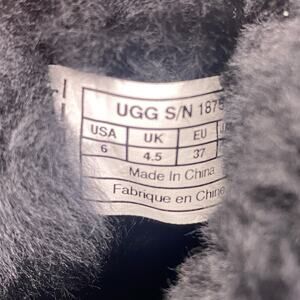 UGG S/N 1875
USA UK EU
6 4.5 37
Made In China
Fabrique en Chine